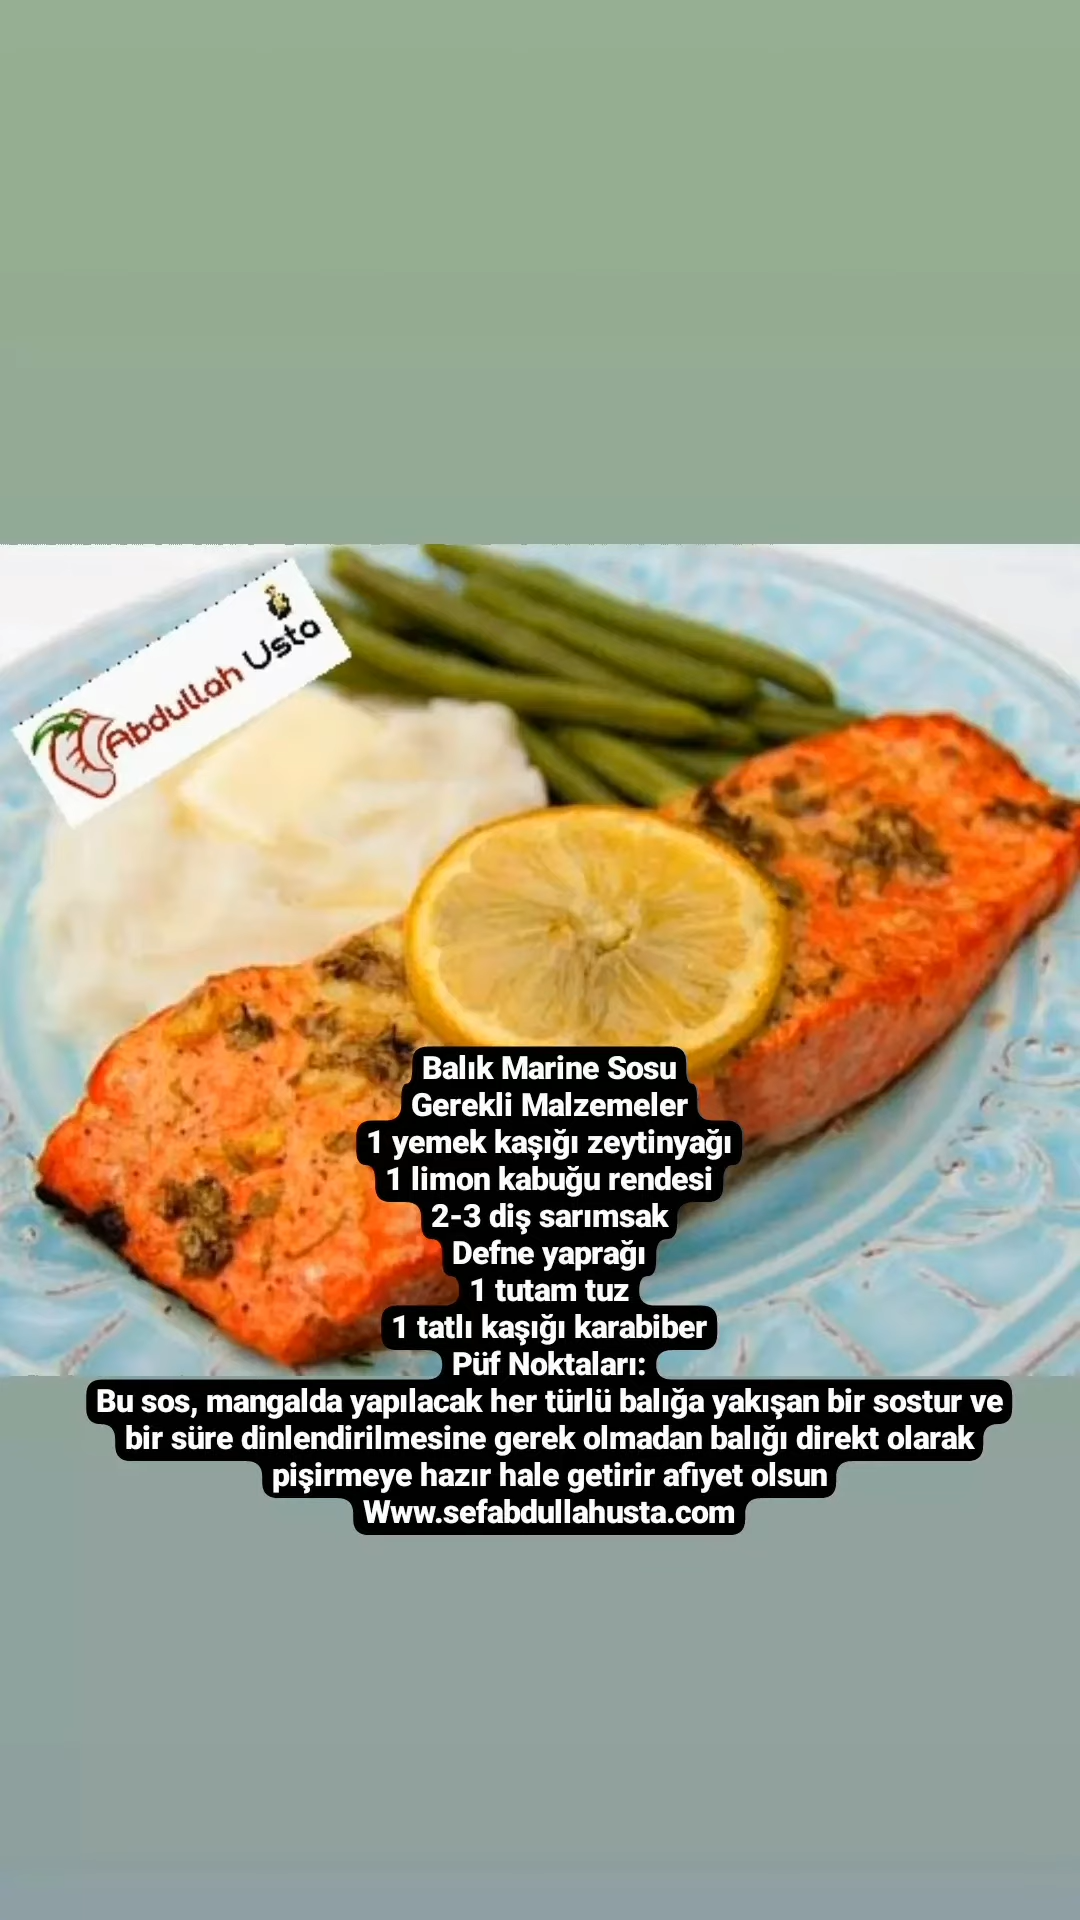 Abdullah Usta
Balık Marine Sosu
Gerekli Malzemeler
1 yemek kaşığı zeytinyağı
1 limon kabuğu rendesi
2-3 diş sarımsak
Defne yaprağı
1 tutam tuz
1 tatlı kaşığı karabiber
Püf Noktaları:
Bu sos, mangalda yapılacak her türlü balığa yakışan bir sostur ve
bir süre dinlendirilmesine gerek olmadan balığı direkt olarak
pişirmeye hazır hale getirir afiyet olsun
Www.sefabdullahusta.com